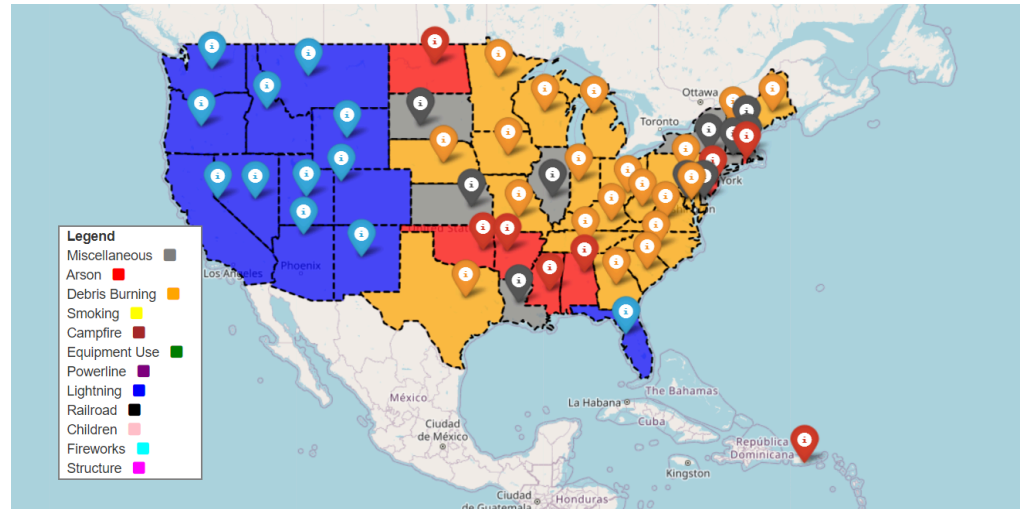 Ottawa
Toronto
York
Los Angeles
Phoenix
Legend
Miscellaneous
Arson
Debris Burning
Smoking
Campfire
Equipment Use
Powerline
Lightning
Railroad
Children
Fireworks
Structure
México
Ciudad
de México
La Habana
The Bahamas
Cuba
República
Dominicana
Kingston
Ciudad
de Guatemala
Honduras